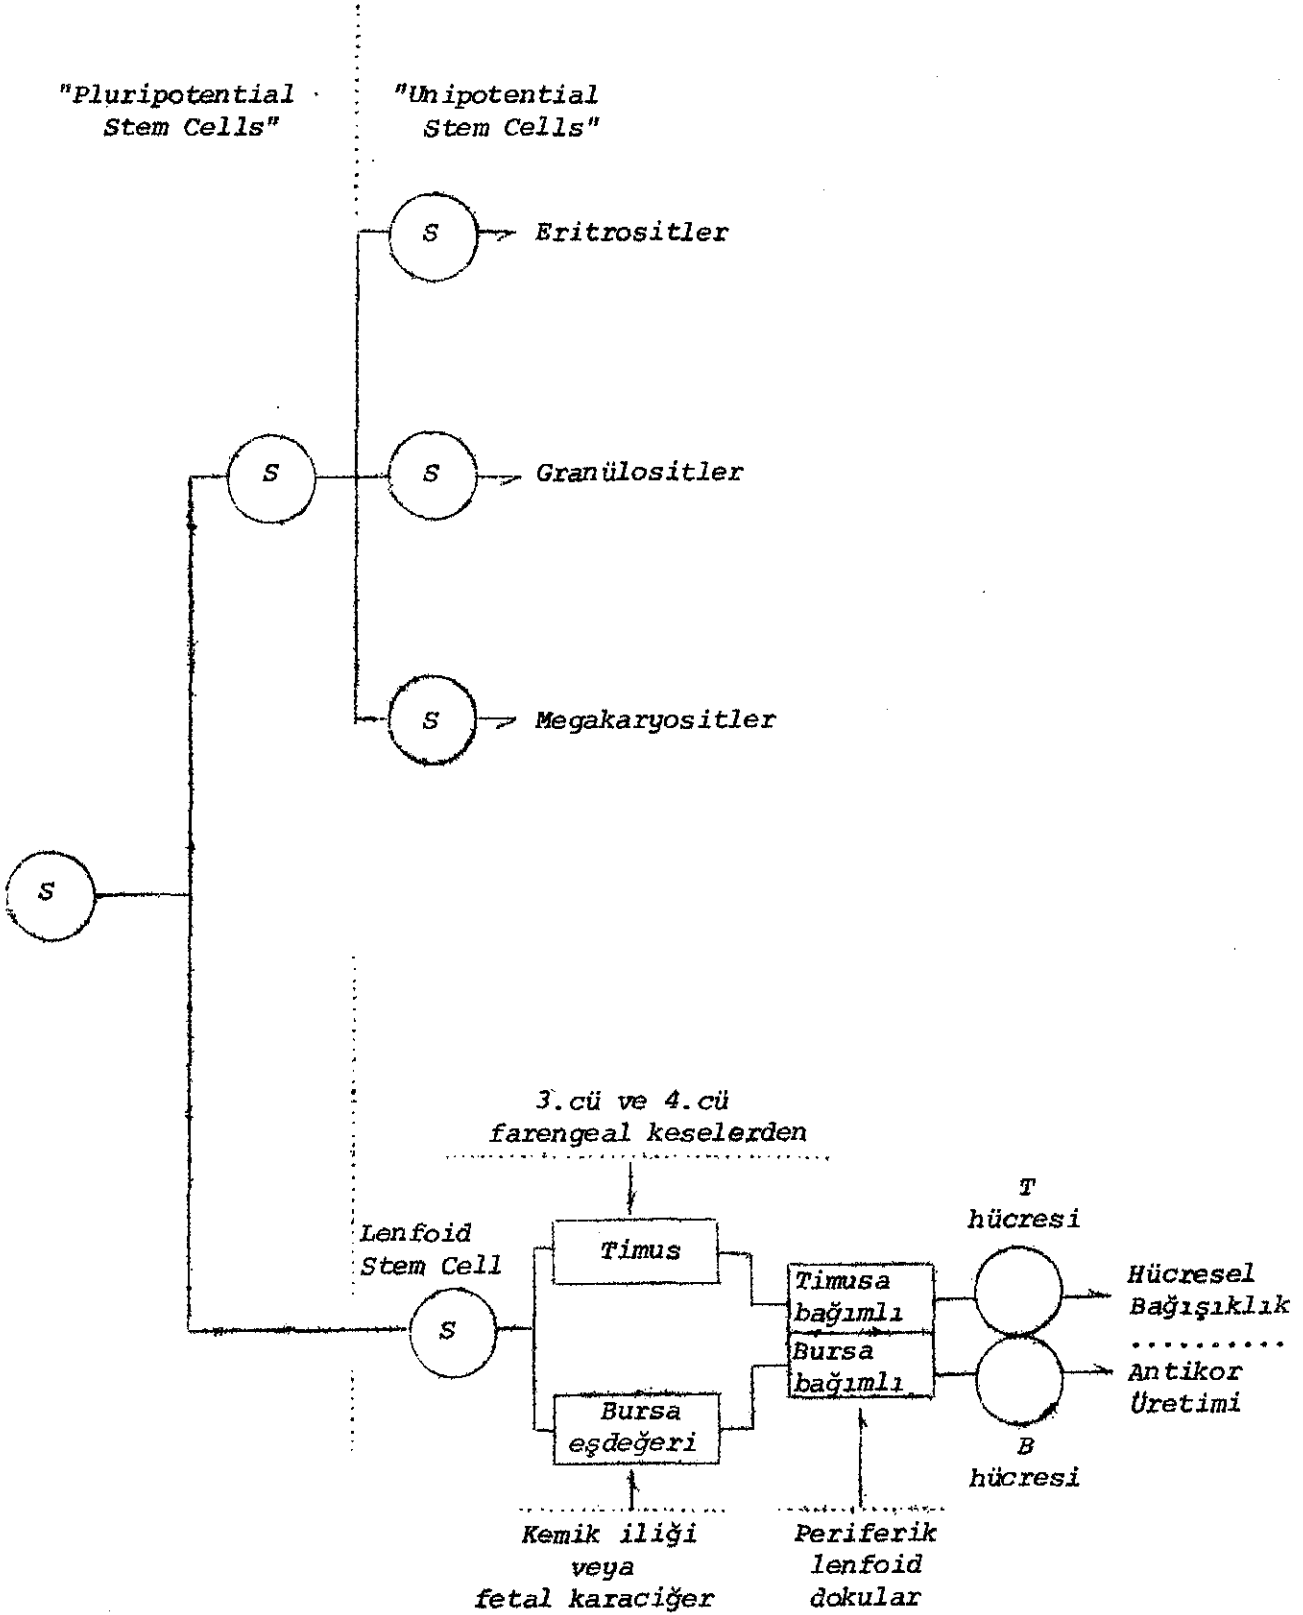 "Pluripotential
Stem Cells"
"Unipotential
Stem Cells"
S
Eritrositler
S
S
Granülositler
S
Megakaryositler
S
3.cü ve 4.cü
farengeal keselerden
Lenfoid
Stem Cell
S
Timus
Bursa
eşdeğeri
Kemik iliği
veya
fetal karaciğer
Timusa
bağımlı
Bursa
bağımlı
Periferik
lenfoid
dokular
T
hücresi
B
hücresi
Hücresel
Bağışıklık
Antikor
Üretimi